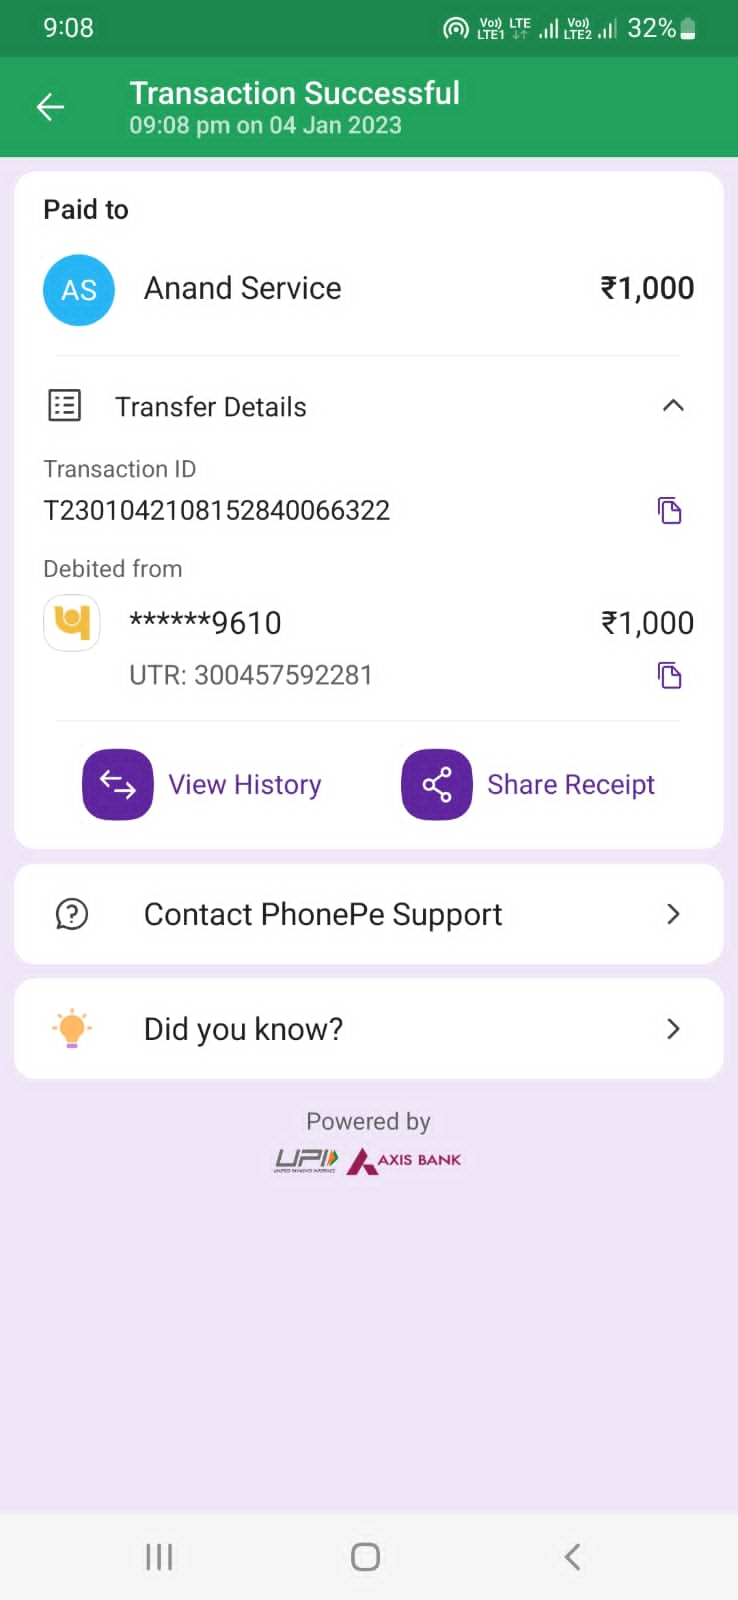 9:08
Vo) LTE
LTE1
Vo)
LTE2
32%
Transaction Successful
09:08 pm on 04 Jan 2023
Paid to
AS
Anand Service
₹1,000
Transfer Details
Transaction ID
T2301042108152840066322
Debited from
******9610
₹1,000
UTR: 300457592281
View History
Share Receipt
Contact PhonePe Support
Did you know?
Powered by
UPI
AXIS BANK